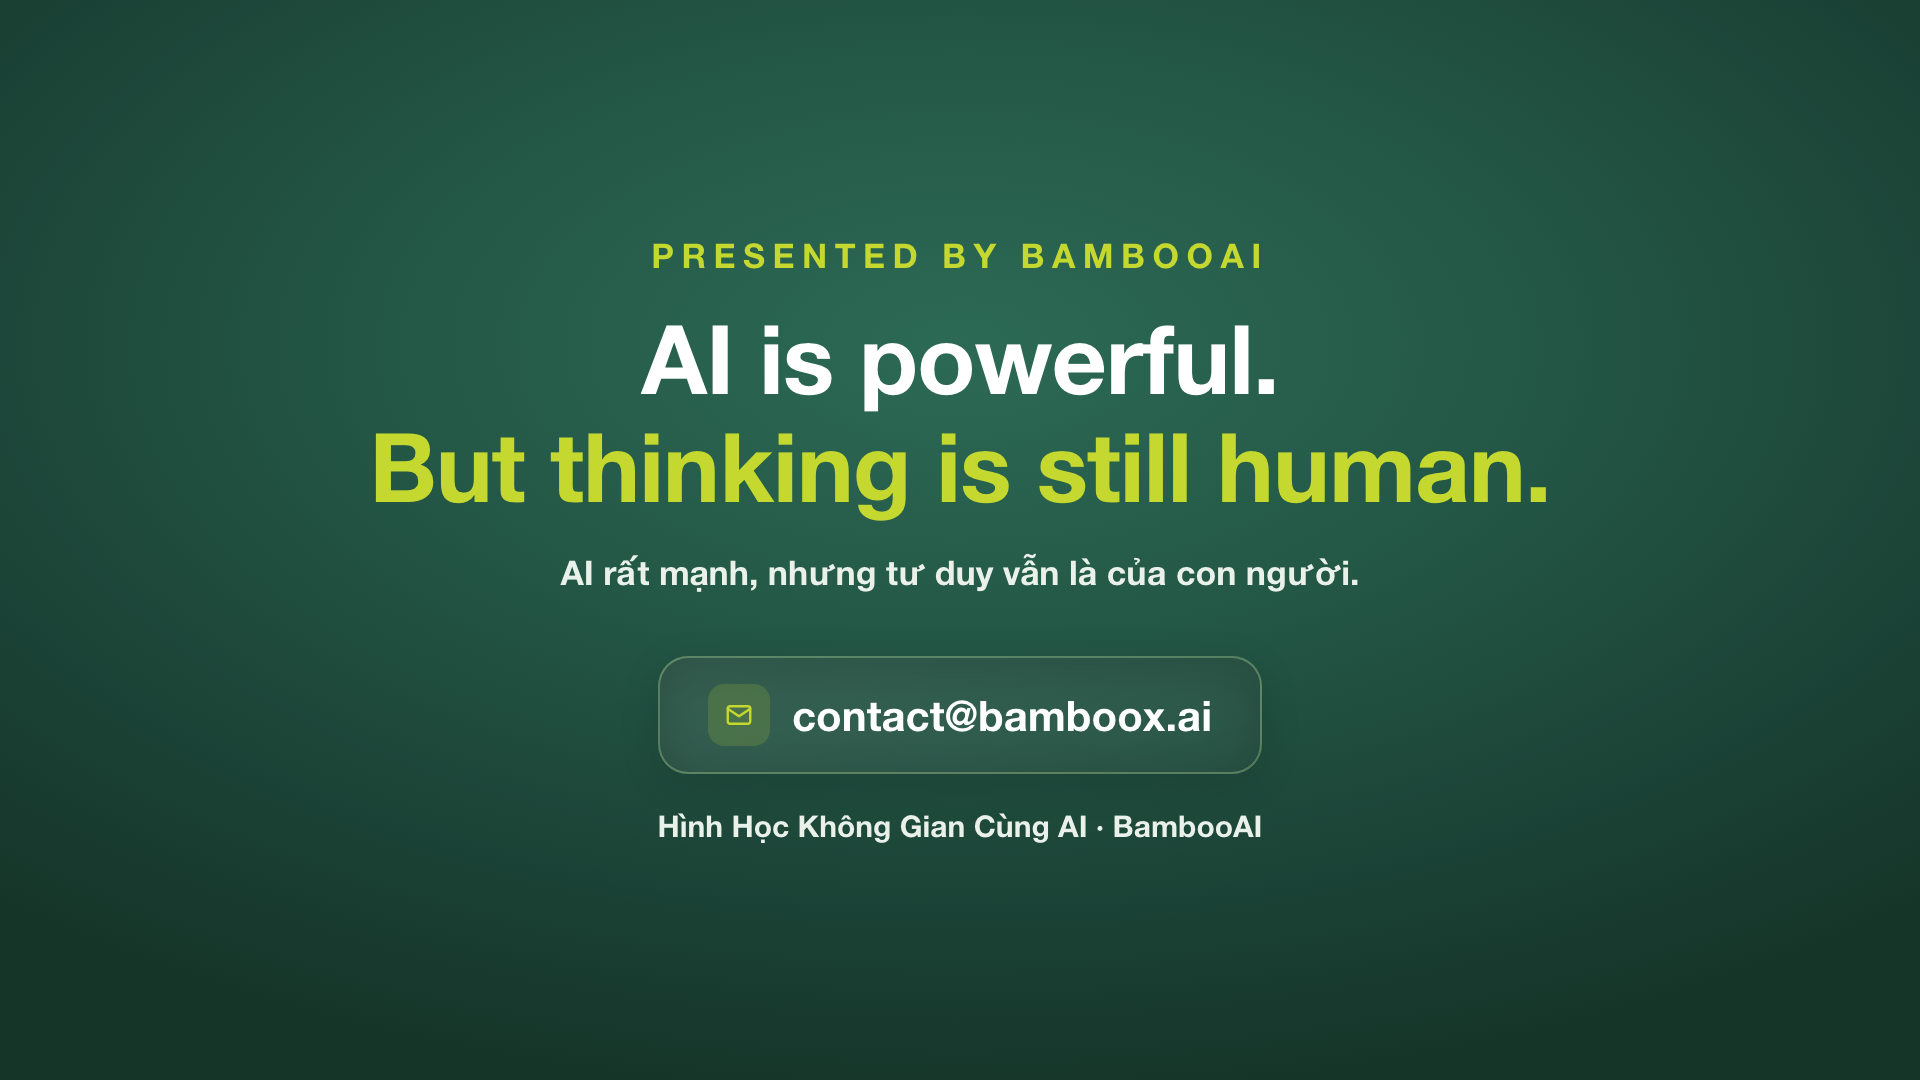 PRESENTED BY BAMBOOAI
AI is powerful.
But thinking is still human.
AI rất mạnh, nhưng tư duy vẫn là của con người.
contact@bamboox.ai
Hình Học Không Gian Cùng AI · BambooAI